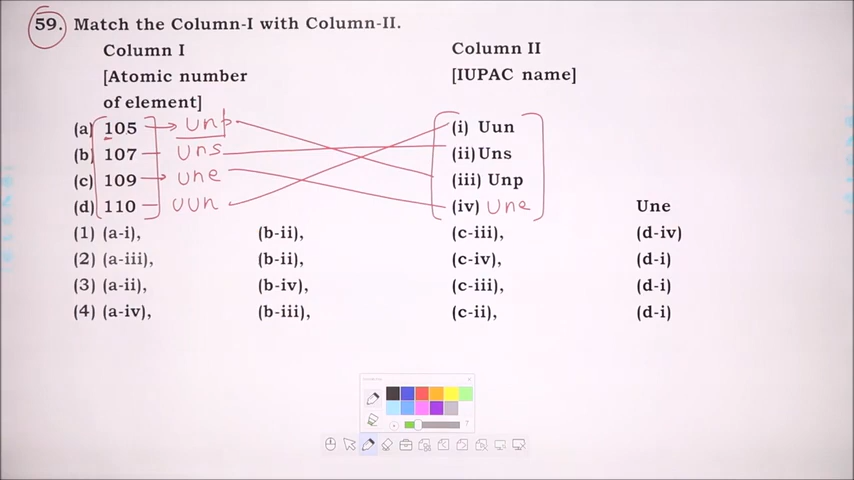 59. Match the Column-I with Column-II.
Column I Column II
[Atomic number [IUPAC name]
of element]
(a) 105 unp (i) Uun
(b) 107 uns (ii) Uns
(c) 109 une (iii) Unp
(d) 110 uun (iv) une Une
(1) (a-i), (b-ii), (c-iii), (d-iv)
(2) (a-iii), (b-ii), (c-iv), (d-i)
(3) (a-ii), (b-iv), (c-iii), (d-i)
(4) (a-iv), (b-iii), (c-ii), (d-i)